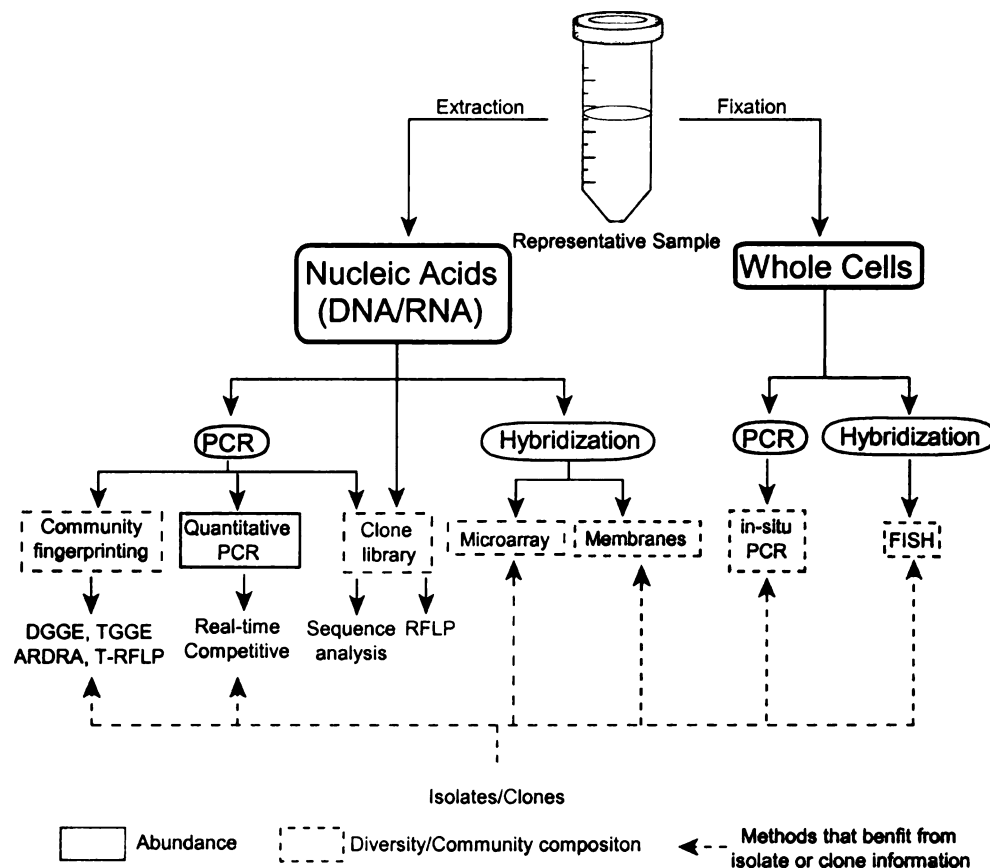 Extraction
Fixation
Representative Sample
Nucleic Acids
(DNA/RNA)
Whole Cells
PCR
Hybridization
PCR
Hybridization
Community
fingerprinting
Quantitative
PCR
Clone
library
Microarray
Membranes
in-situ
PCR
FISH
DGGE, TGGE
ARDRA, T-RFLP
Real-time
Competitive
Sequence
analysis
RFLP
Isolates/Clones
Abundance
Diversity/Community compositon
Methods that benfit from
isolate or clone information